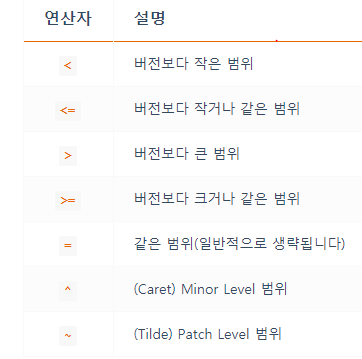 연산자 설명
< 버전보다 작은 범위
<= 버전보다 작거나 같은 범위
> 버전보다 큰 범위
>= 버전보다 크거나 같은 범위
= 같은 범위(일반적으로 생략됩니다)
^ (Caret) Minor Level 범위
~ (Tilde) Patch Level 범위